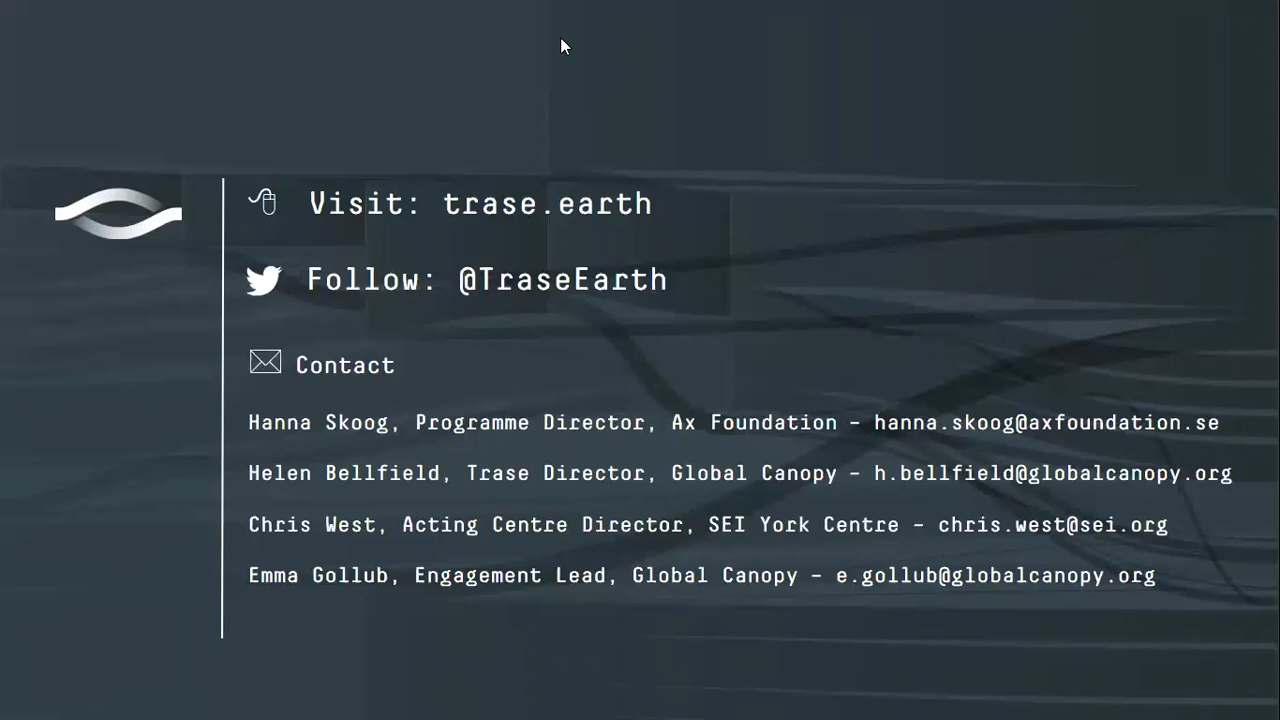 Visit: trase.earth
Follow: @TraseEarth
Contact
Hanna Skoog, Programme Director, Ax Foundation – hanna.skoog@axfoundation.se
Helen Bellfield, Trase Director, Global Canopy – h.bellfield@globalcanopy.org
Chris West, Acting Centre Director, SEI York Centre – chris.west@sei.org
Emma Gollub, Engagement Lead, Global Canopy – e.gollub@globalcanopy.org